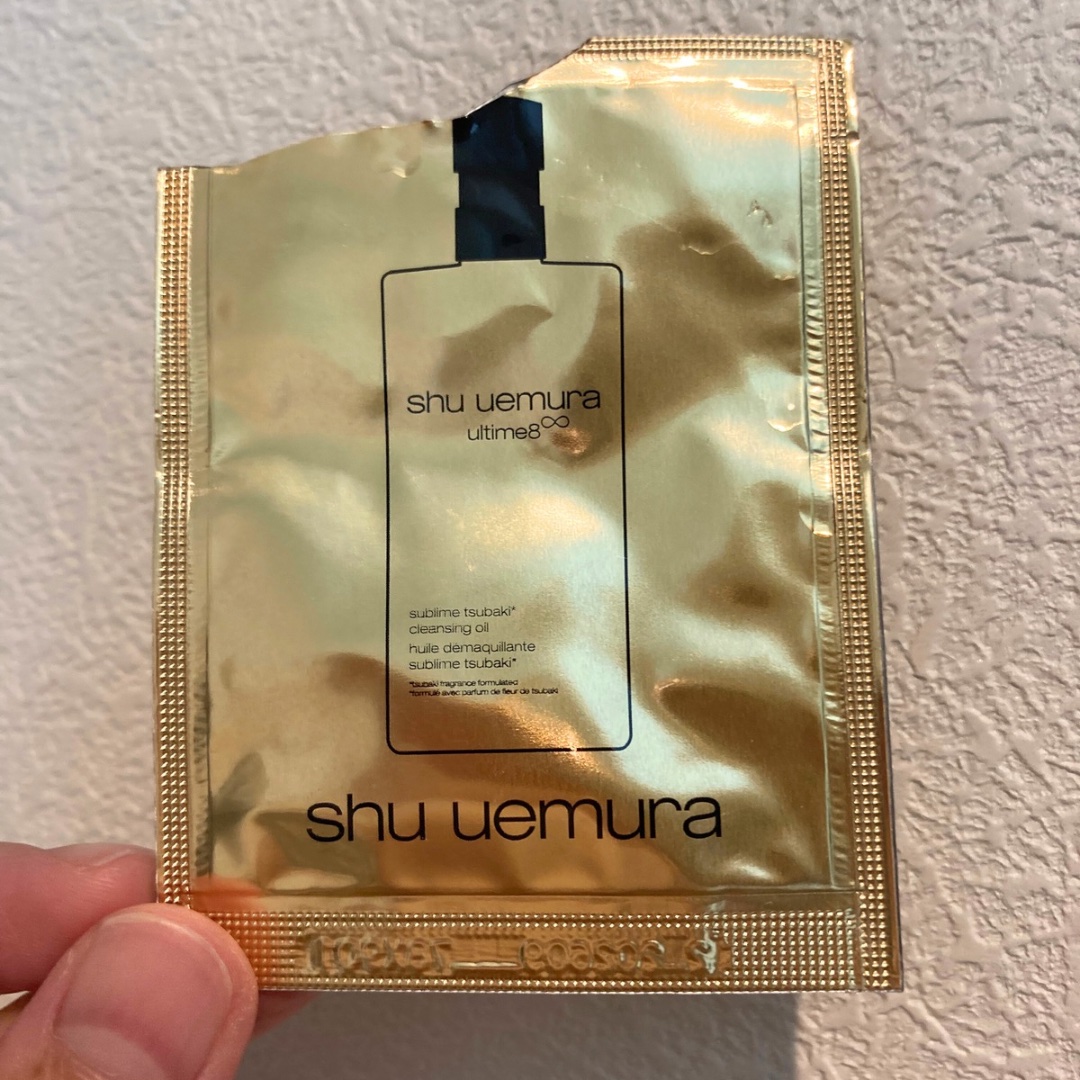 shu uemura
ultime8∞
sublime tsubaki*
cleansing oil
huile démaquillante
sublime tsubaki*
*tsubaki fragrance formulated
*formulé avec parfum de fleur de tsubaki
shu uemura